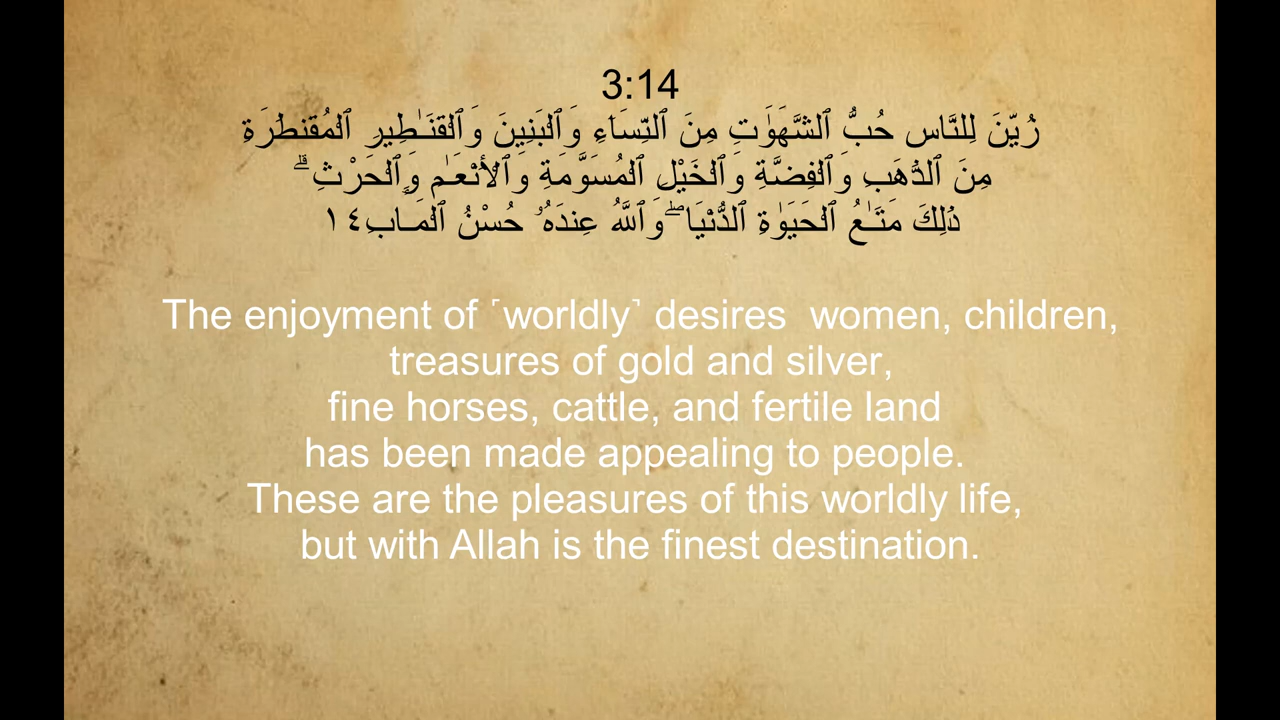 3:14
زُيِّنَ لِلنَّاسِ حُبُّ ٱلشَّهَوَٰتِ مِنَ ٱلنِّسَآءِ وَٱلْبَنِينَ وَٱلْقَنَـٰطِيرِ ٱلْمُقَنطَرَةِ
مِنَ ٱلذَّهَبِ وَٱلْفِضَّةِ وَٱلْخَيْلِ ٱلْمُسَوَّمَةِ وَٱلْأَنْعَـٰمِ وَٱلْحَرْثِ ۗ
ذَٰلِكَ مَتَـٰعُ ٱلْحَيَوٰةِ ٱلدُّنْيَا ۖ وَٱللَّهُ عِندَهُۥ حُسْنُ ٱلْمَـَٔابِ ١٤
The enjoyment of ˹worldly˺ desires  women, children,
treasures of gold and silver,
fine horses, cattle, and fertile land
has been made appealing to people.
These are the pleasures of this worldly life,
but with Allah is the finest destination.